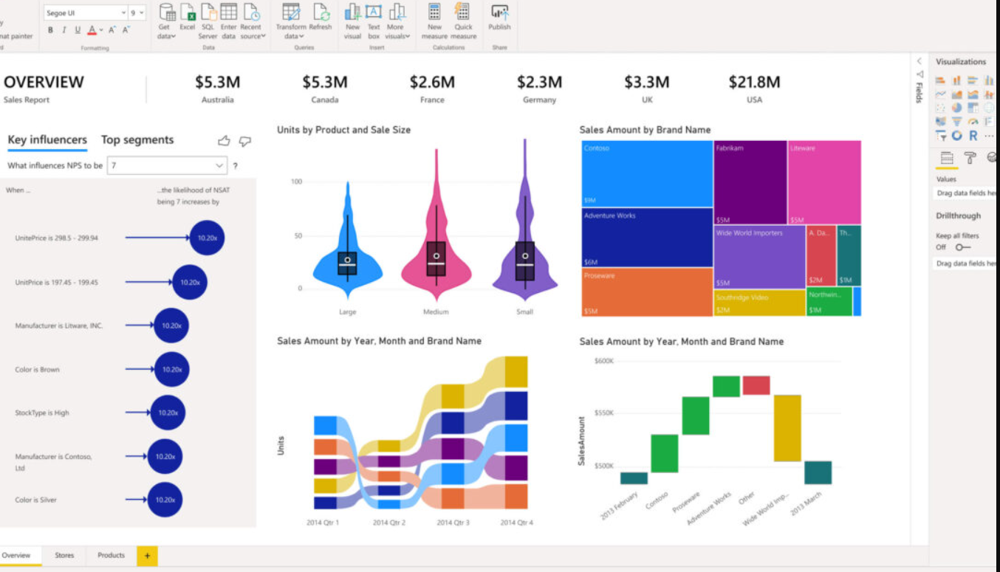 Segoe UI
9
B I U A A A
y
mat painter
Get data
Excel
SQL Server
Enter data
Recent source
Transform data
Refresh
New visual
Text box
More visuals
New measure
Quick measure
Publish
Formatting
Data
Queries
Insert
Calculations
Share
OVERVIEW
Sales Report
$5.3M
Australia
$5.3M
Canada
$2.6M
France
$2.3M
Germany
$3.3M
UK
$21.8M
USA
Key influencers
Top segments
What influences NPS to be
7
?
When ...
...the likelihood of NSAT
being 7 increases by
UnitePrice is 298.5 - 299.94
10.20x
UnitPrice is 197.45 - 199.45
10.20x
Manufacturer is Litware, INC.
10.20x
Color is Brown
10.20x
StockType is High
10.20x
Manufacturer is Contoso,
Ltd
10.20x
Color is Silver
10.20x
Units by Product and Sale Size
100
50
0
Large
Medium
Small
Sales Amount by Brand Name
Contoso
$9M
Adventure Works
$6M
Proseware
$5M
Fabrikam
$5M
Liteware
$5M
Wide World Importers
$5M
Southridge Video
$2M
A. Da...
$2M
Th...
$1M
Northwin...
$1M
Sales Amount by Year, Month and Brand Name
Units
2014 Qtr 1
2014 Qtr 2
2014 Qtr 3
2014 Qtr 4
Sales Amount by Year, Month and Brand Name
SalesAmount
$600K
$550K
$500K
2013 February
Contoso
Proseware
Adventure Works
Other
Wide World Imp...
2013 March
Fields
Visualizations
R
...
Values
Drag data fields her
Drillthrough
Keep all filters
Off
Drag data fields her
Overview
Stores
Products
+